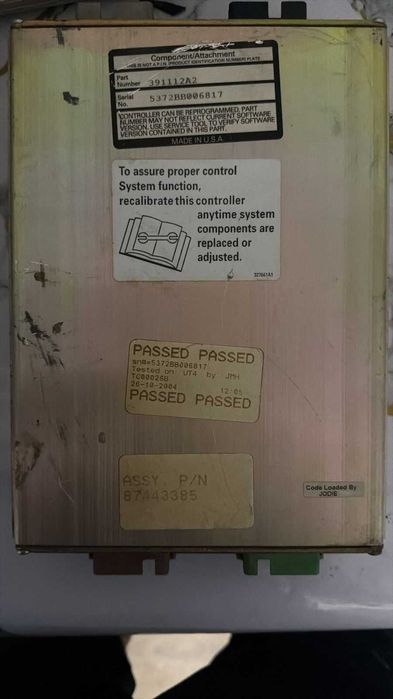 Component/Attachment
THIS IS NOT A P.I.N. (PRODUCT IDENTIFICATION NUMBER) PLATE
Part
Number 391112A2
Serial
No. 5372BB006817
CONTROLLER CAN BE REPROGRAMMED. PART
NUMBER MAY NOT REFLECT CURRENT SOFTWARE
VERSION. USE SERVICE TOOL TO VERIFY SOFTWARE
VERSION CONTAINED IN THIS PART.
MADE IN U.S.A.
To assure proper control
System function,
recalibrate this controller
anytime system
components are
replaced or
adjusted.
327661A1
PASSED PASSED
sn#=5372BB006817
Tested on UT4 by JMH
TC00026B
26-10-2004 12:05
PASSED PASSED
ASSY. P/N
87443385
Code Loaded By
JODIE